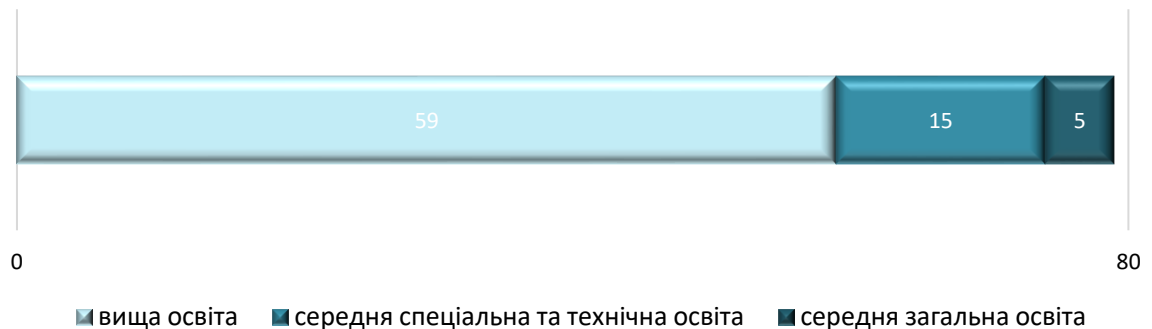 59 15 5
0 80
вища освіта середня спеціальна та технічна освіта середня загальна освіта